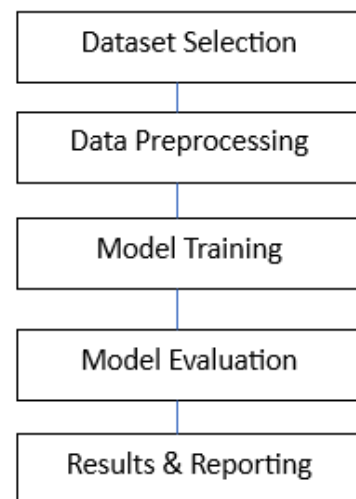 Dataset Selection
Data Preprocessing
Model Training
Model Evaluation
Results & Reporting